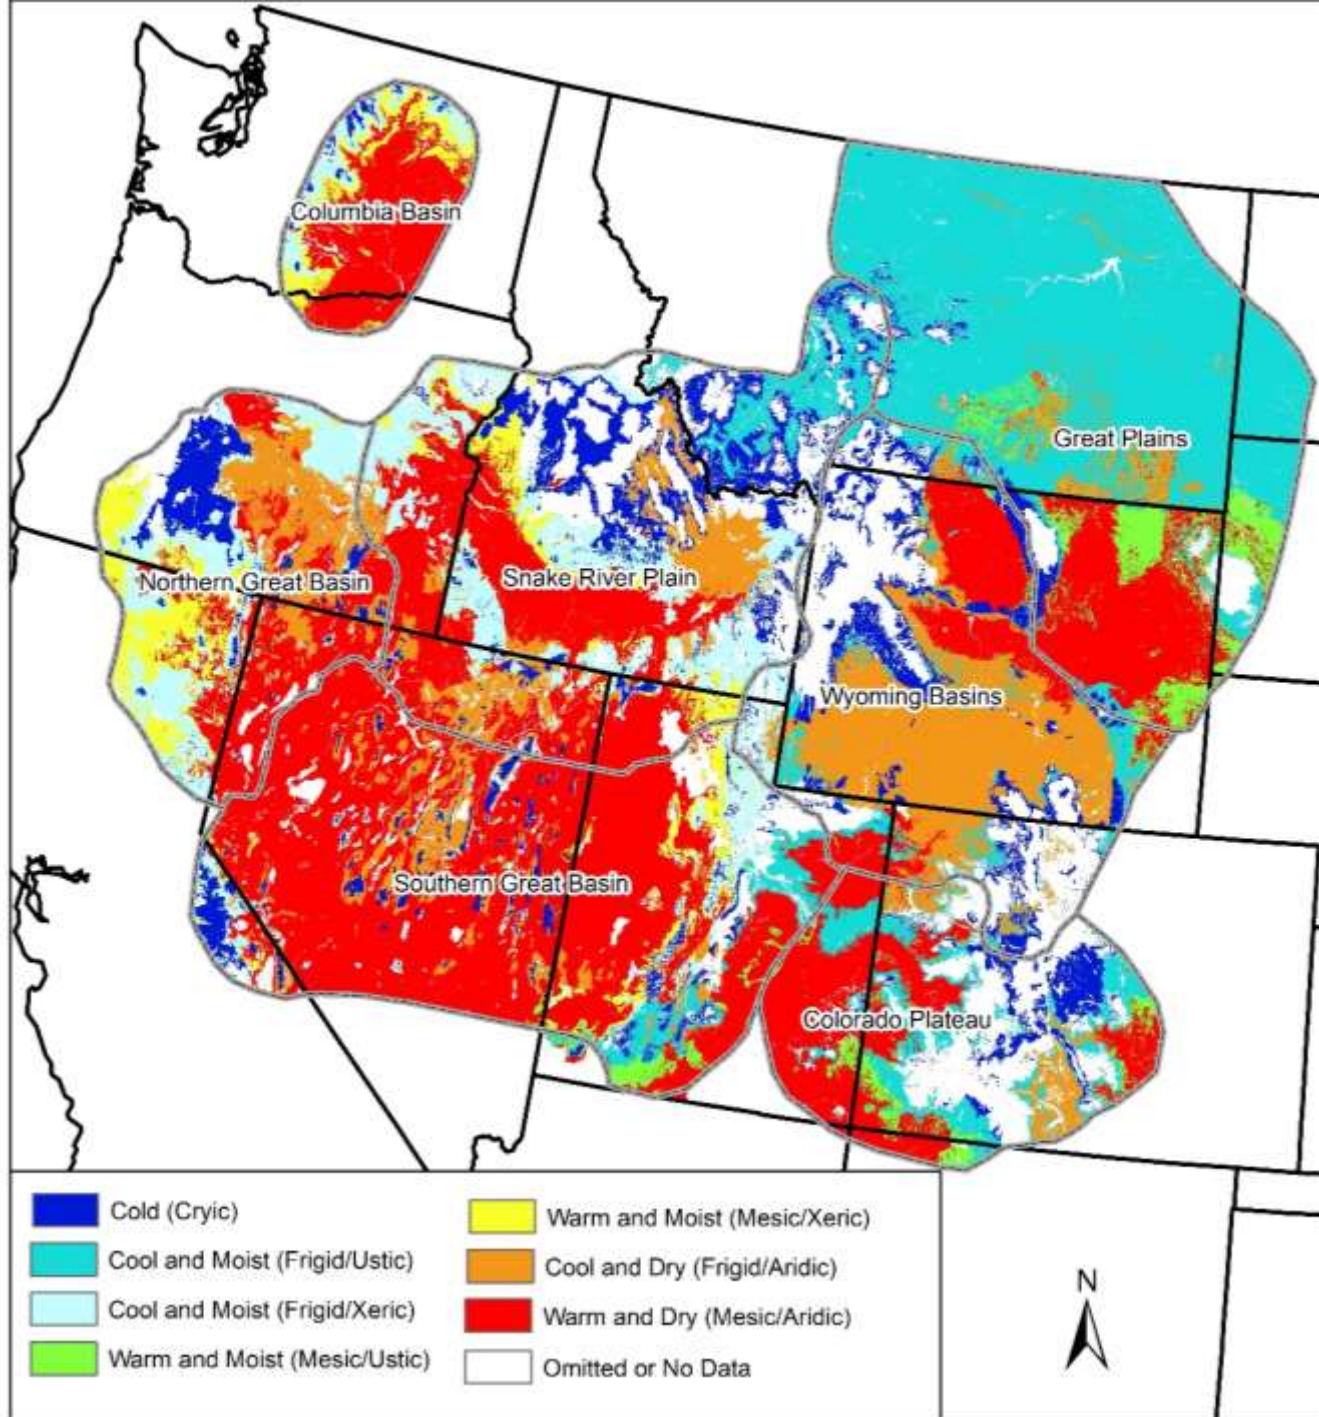 Columbia Basin
Great Plains
Northern Great Basin
Snake River Plain
Wyoming Basins
Southern Great Basin
Colorado Plateau
Cold (Cryic)
Cool and Moist (Frigid/Ustic)
Cool and Moist (Frigid/Xeric)
Warm and Moist (Mesic/Ustic)
Warm and Moist (Mesic/Xeric)
Cool and Dry (Frigid/Aridic)
Warm and Dry (Mesic/Aridic)
Omitted or No Data
N